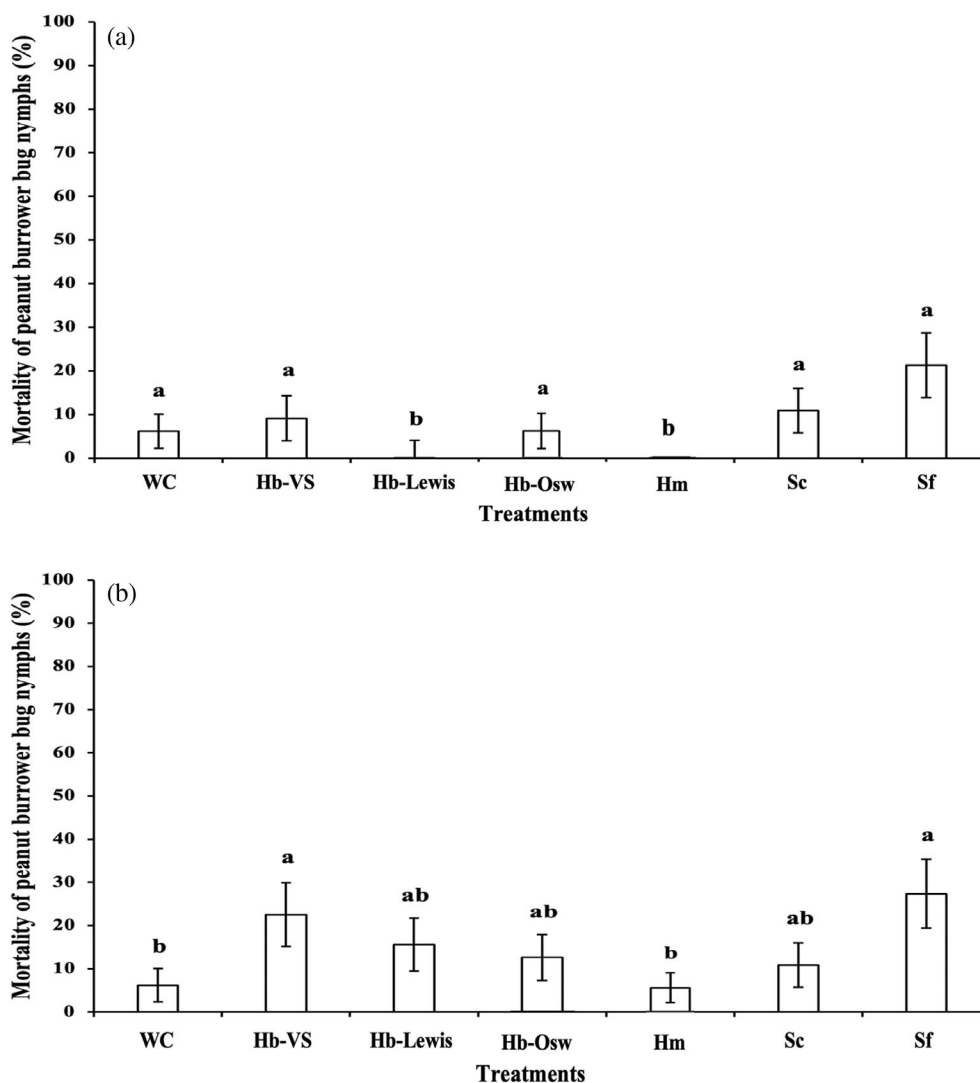 (a)
Mortality of peanut burrower bug nymphs (%)
100
90
80
70
60
50
40
30
20
10
0
a
a
b
a
b
a
a
WC Hb-VS Hb-Lewis Hb-Osw Hm Sc Sf
Treatments
(b)
Mortality of peanut burrower bug nymphs (%)
100
90
80
70
60
50
40
30
20
10
0
b
a
ab
ab
b
ab
a
WC Hb-VS Hb-Lewis Hb-Osw Hm Sc Sf
Treatments